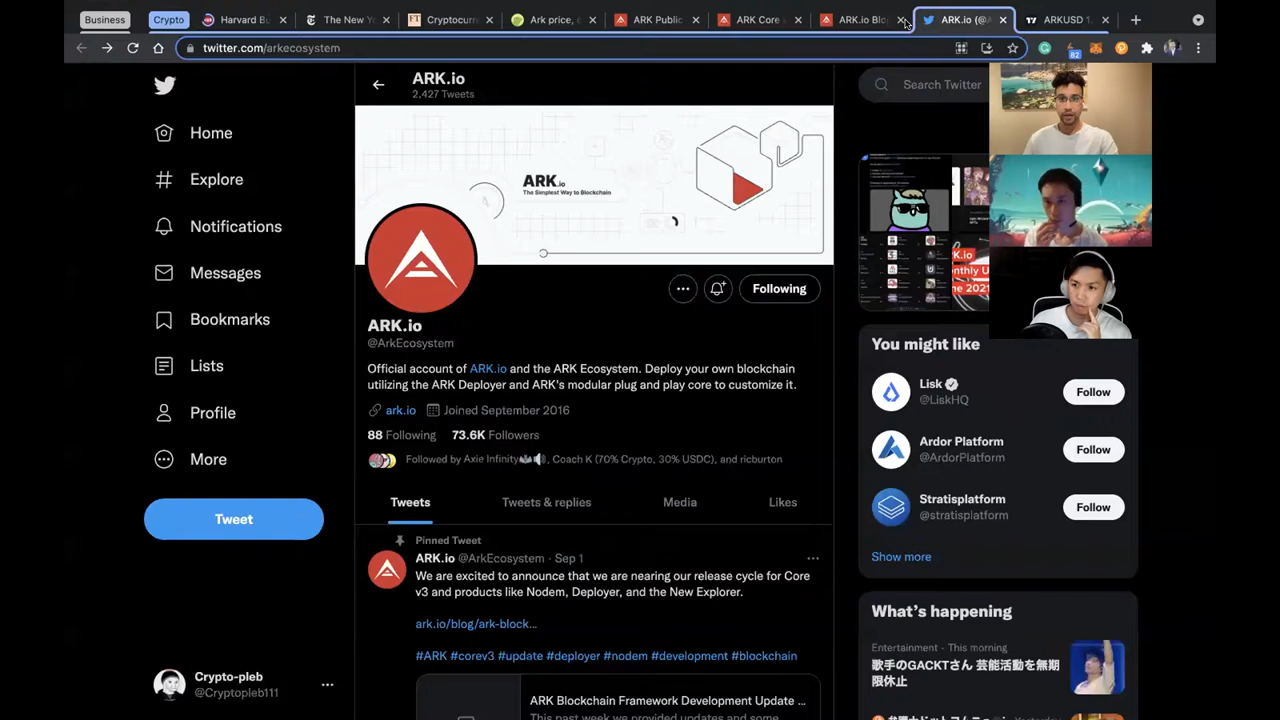 Business
Crypto
Harvard Bu
The New Yo
Cryptocurr
Ark price, e
ARK Public
ARK Core
ARK.io Blo
ARK.io (@A
ARKUSD 1.
twitter.com/arkecosystem
82
ARK.io
2,427 Tweets
Search Twitter
Home
Explore
Notifications
Messages
Bookmarks
Lists
Profile
More
Tweet
ARK.io
The Simplest Way to Blockchain
Following
ARK.io
@ArkEcosystem
Official account of ARK.io and the ARK Ecosystem. Deploy your own blockchain
utilizing the ARK Deployer and ARK's modular plug and play core to customize it.
ark.io Joined September 2016
88 Following 73.6K Followers
Followed by Axie Infinity, Coach K (70% Crypto, 30% USDC), and ricburton
Tweets
Tweets & replies
Media
Likes
Pinned Tweet
ARK.io @ArkEcosystem · Sep 1
We are excited to announce that we are nearing our release cycle for Core
v3 and products like Nodem, Deployer, and the New Explorer.
ark.io/blog/ark-block...
#ARK #corev3 #update #deployer #nodem #development #blockchain
ARK Blockchain Framework Development Update ...
This past week we provided updates and some
You might like
Lisk
@LiskHQ
Follow
Ardor Platform
@ArdorPlatform
Follow
Stratisplatform
@stratisplatform
Follow
Show more
What's happening
Entertainment · This morning
歌手のGACKTさん 芸能活動を無期
限休止
Crypto-pleb
@Cryptopleb111